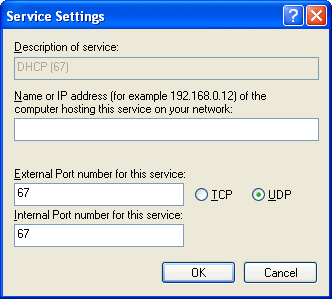 Service Settings
Description of service:
DHCP (67)
Name or IP address (for example 192.168.0.12) of the
computer hosting this service on your network:
External Port number for this service:
67 TCP UDP
Internal Port number for this service:
67
OK Cancel